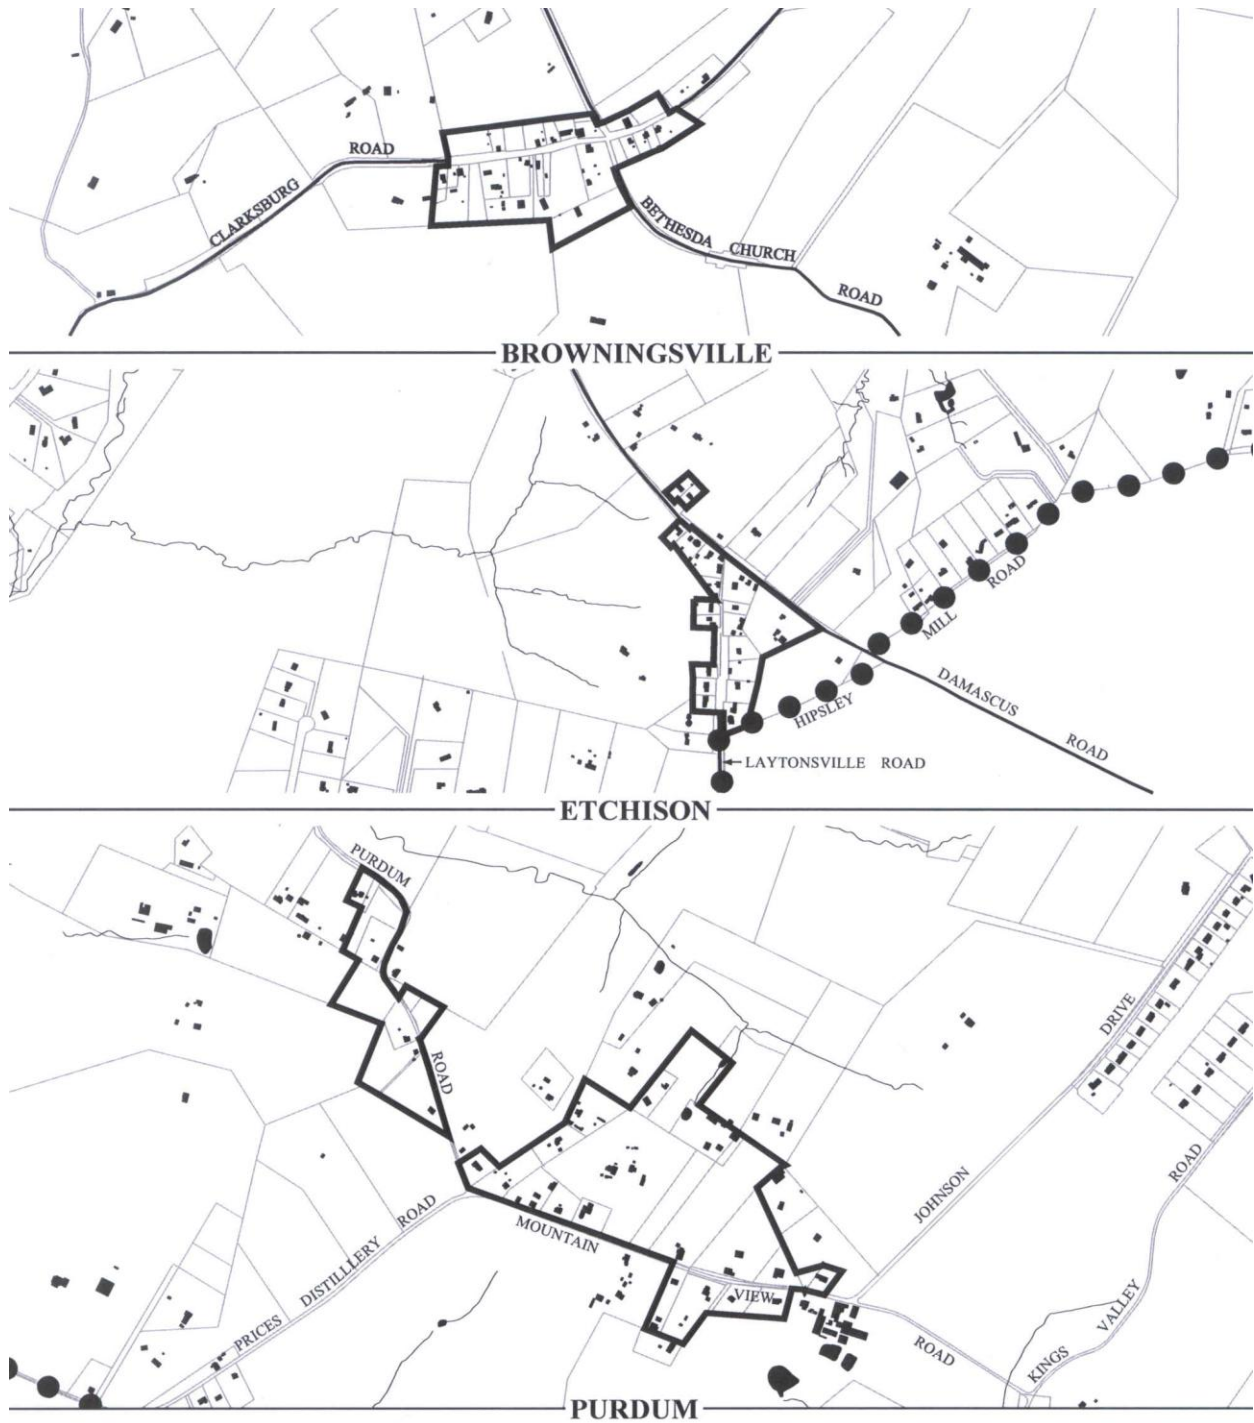 ROAD
CLARKSBURG
BETHESDA CHURCH ROAD
BROWNINGSVILLE
HIPSLEY MILL ROAD
DAMASCUS ROAD
LAYTONSVILLE ROAD
ETCHISON
PURDUM
ROAD
MOUNTAIN
VIEW
ROAD
PRICES DISTILLLERY ROAD
JOHNSON DRIVE
KINGS VALLEY ROAD
PURDUM